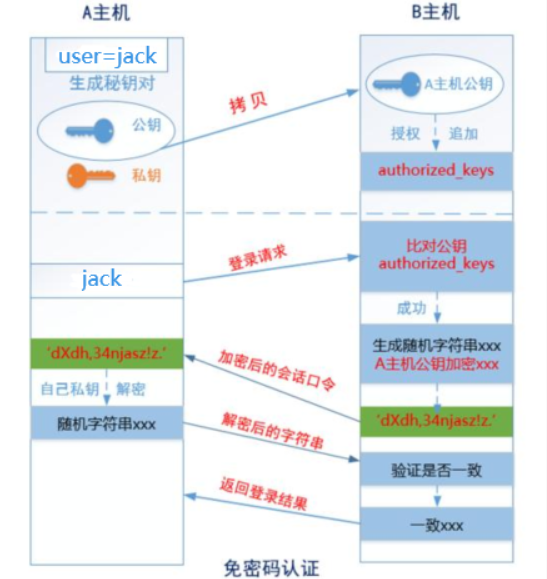 A主机
B主机
user=jack
生成秘钥对
公钥
私钥
拷 贝
A主机公钥
授权
追加
authorized_keys
jack
登录请求
比对公钥
authorized_keys
成功
生成随机字符串xxx
A主机公钥加密xxx
'dXdh,34njasz!z.'
加密后的会话口令
'dXdh,34njasz!z.'
自己私钥
解密
随机字符串xxx
解密后的字符串
验证是否一致
返回登录结果
一致xxx
免密码认证